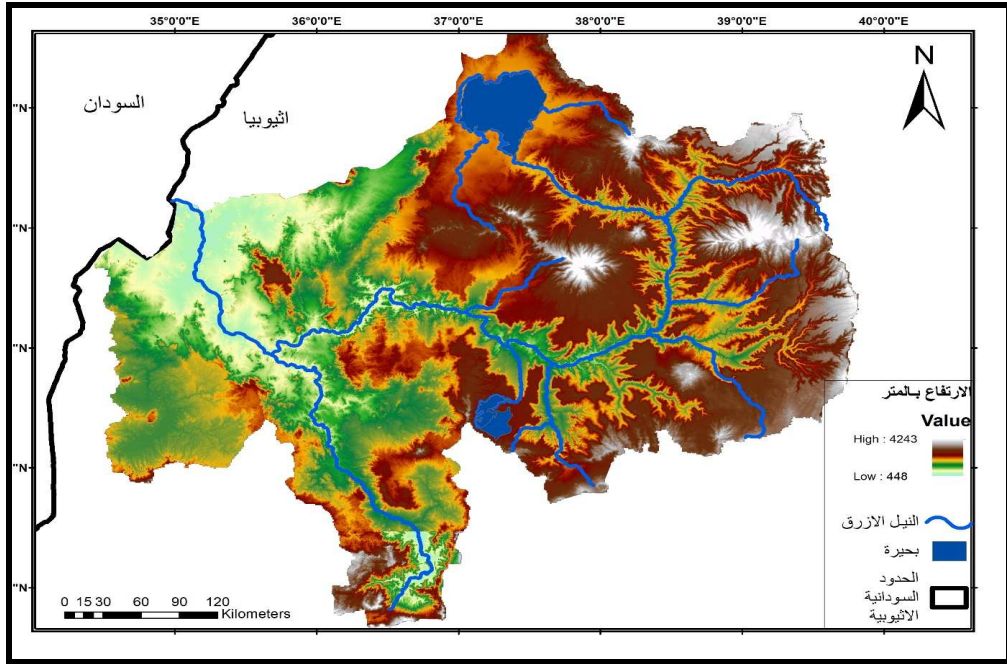 35°0'0"E 36°0'0"E 37°0'0"E 38°0'0"E 39°0'0"E 40°0'0"E
N
السودان
اثيوبيا
"N
"N
"N
"N
"N
الارتفاع بالمتر
Value
High : 4243
Low : 448
النيل الازرق
بحيرة
الحدود
السودانية
الاثيوبية
0 15 30 60 90 120
Kilometers